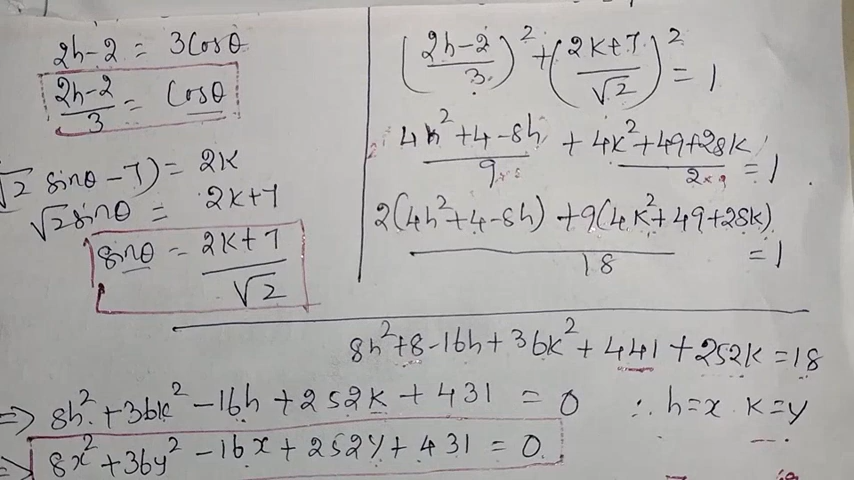 2h-2 = 3cosθ
2h-2/3 = cosθ
√2 sinθ - 7) = 2k
√2sinθ = 2k+7
sinθ = 2k+7/√2
(2h-2/3)² + (2k+7/√2)² = 1
4h²+4-8h/9 + 4k²+49+28k/2 = 1
2(4h²+4-8h) + 9(4k²+49+28k)/18 = 1
8h²+8-16h+36k²+441+252k=18
=> 8h²+36k²-16h+252k+431 = 0 ∴ h=x k=y
=> 8x²+36y²-16x+252y+431=0.